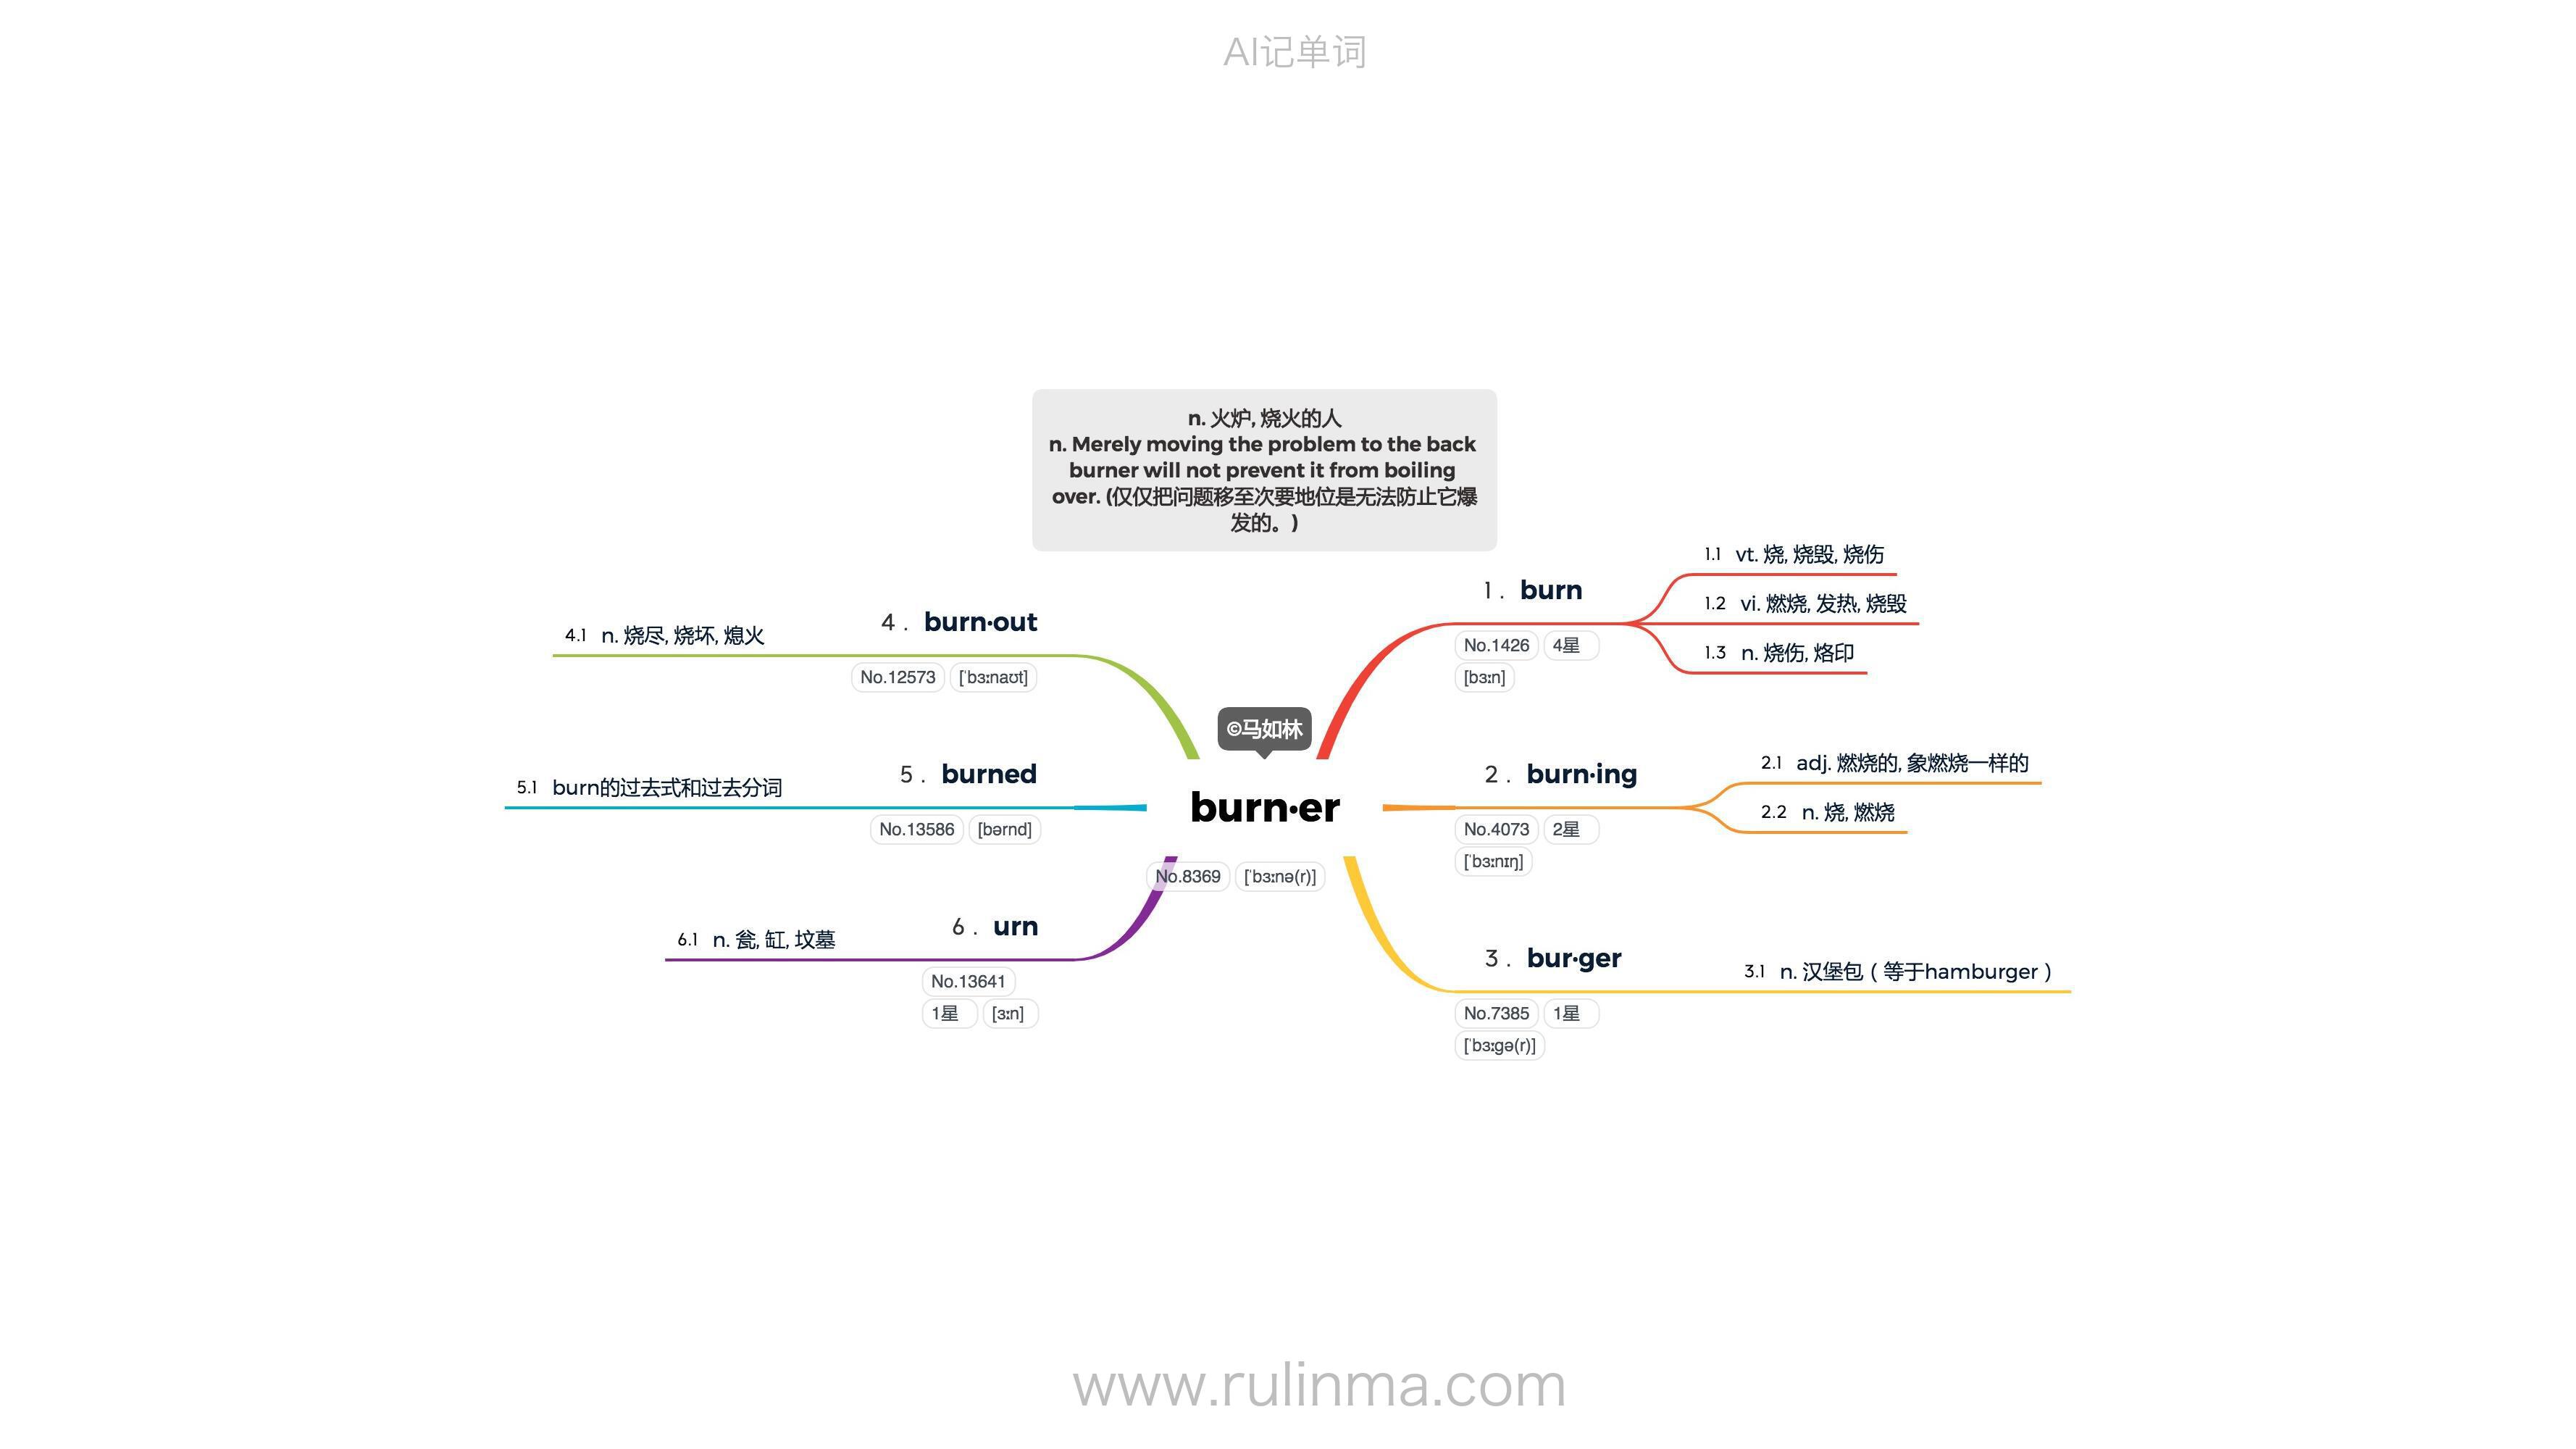 AI记单词
n. 火炉, 烧火的人
n. Merely moving the problem to the back
burner will not prevent it from boiling
over. (仅仅把问题移至次要地位是无法防止它爆
发的。)
©马如林
burn·er
No.8369 [ˈbɜːnə(r)]
1 . burn
No.1426 4星
[bɜːn]
1.1 vt. 烧, 烧毁, 烧伤
1.2 vi. 燃烧, 发热, 烧毁
1.3 n. 烧伤, 烙印
2 . burn·ing
No.4073 2星
[ˈbɜːnɪŋ]
2.1 adj. 燃烧的, 象燃烧一样的
2.2 n. 烧, 燃烧
3 . bur·ger
No.7385 1星
[ˈbɜːgə(r)]
3.1 n. 汉堡包（等于hamburger）
4 . burn·out
No.12573 [ˈbɜːnaʊt]
4.1 n. 烧尽, 烧坏, 熄火
5 . burned
No.13586 [bərnd]
5.1 burn的过去式和过去分词
6 . urn
No.13641
1星 [ɜːn]
6.1 n. 瓮, 缸, 坟墓
www.rulinma.com